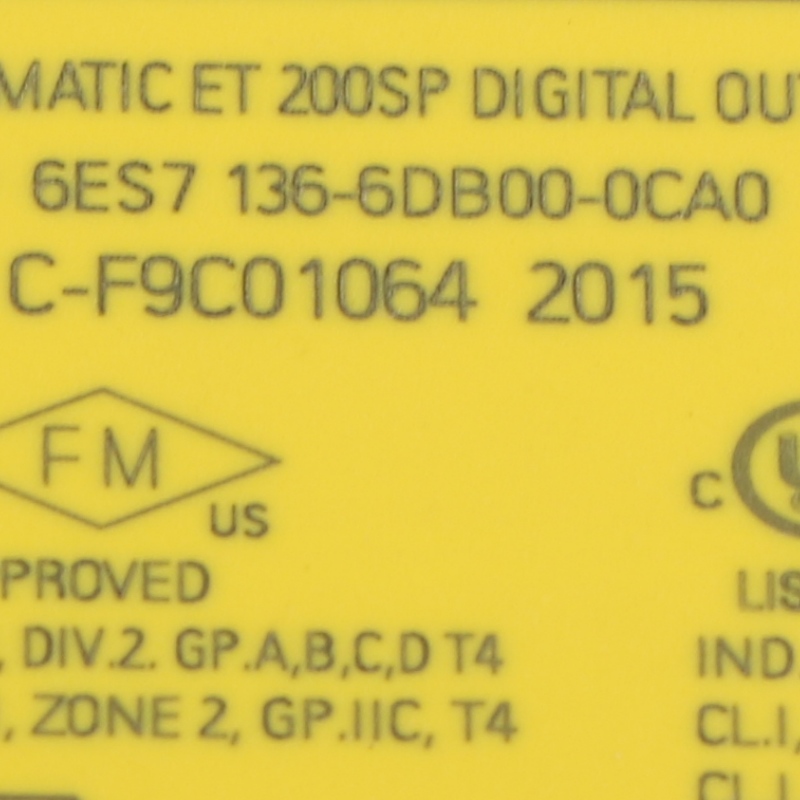 MATIC ET 200SP DIGITAL OU
6ES7 136-6DB00-0CA0
C-F9C01064 2015
FM
US
C
PROVED
LIS
, DIV.2. GP.A,B,C,D T4
IND.
, ZONE 2, GP.IIC, T4
CL.I,
CL.I